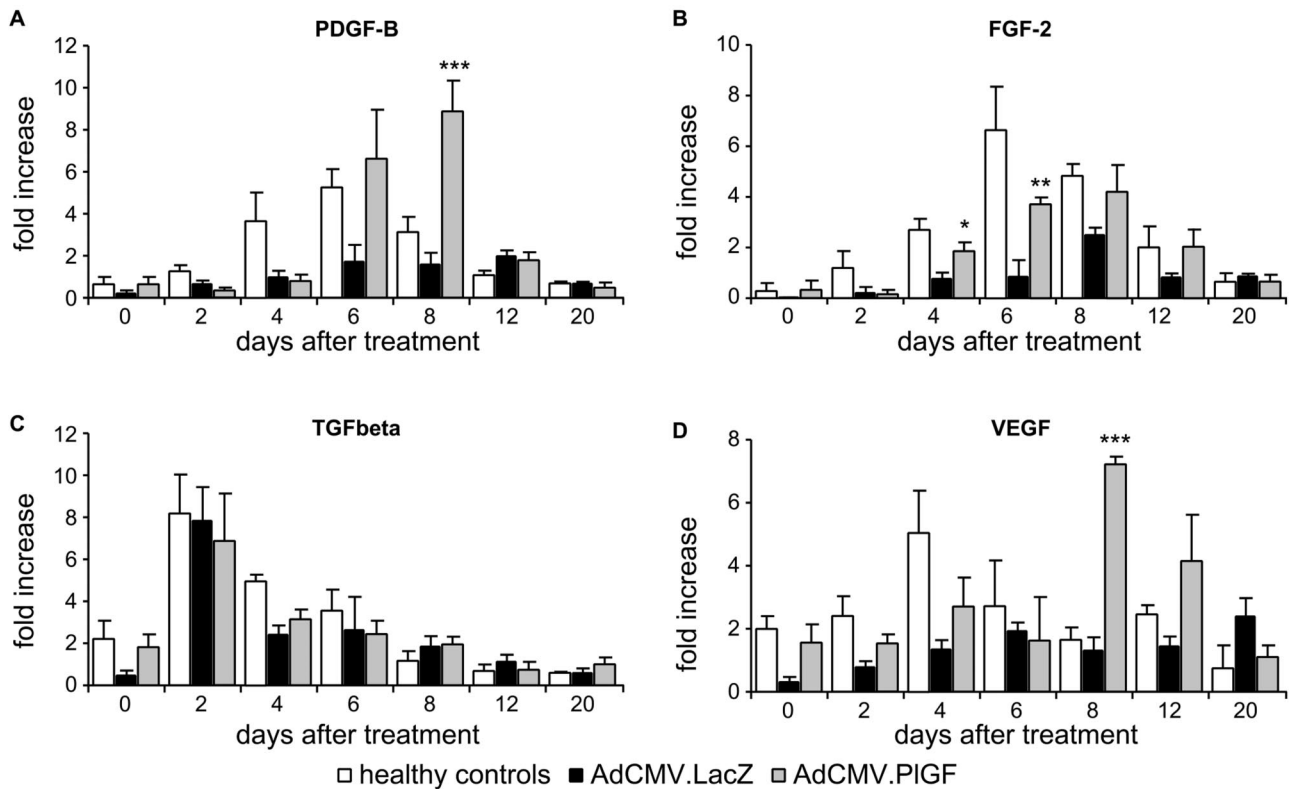 A
PDGF-B
fold increase
12
10
8
6
4
2
0
***
0 2 4 6 8 12 20
days after treatment
B
FGF-2
fold increase
10
8
6
4
2
0
*
**
0 2 4 6 8 12 20
days after treatment
C
TGFbeta
fold increase
12
10
8
6
4
2
0
0 2 4 6 8 12 20
days after treatment
D
VEGF
fold increase
8
6
4
2
0
***
0 2 4 6 8 12 20
days after treatment
healthy controls AdCMV.LacZ AdCMV.PlGF